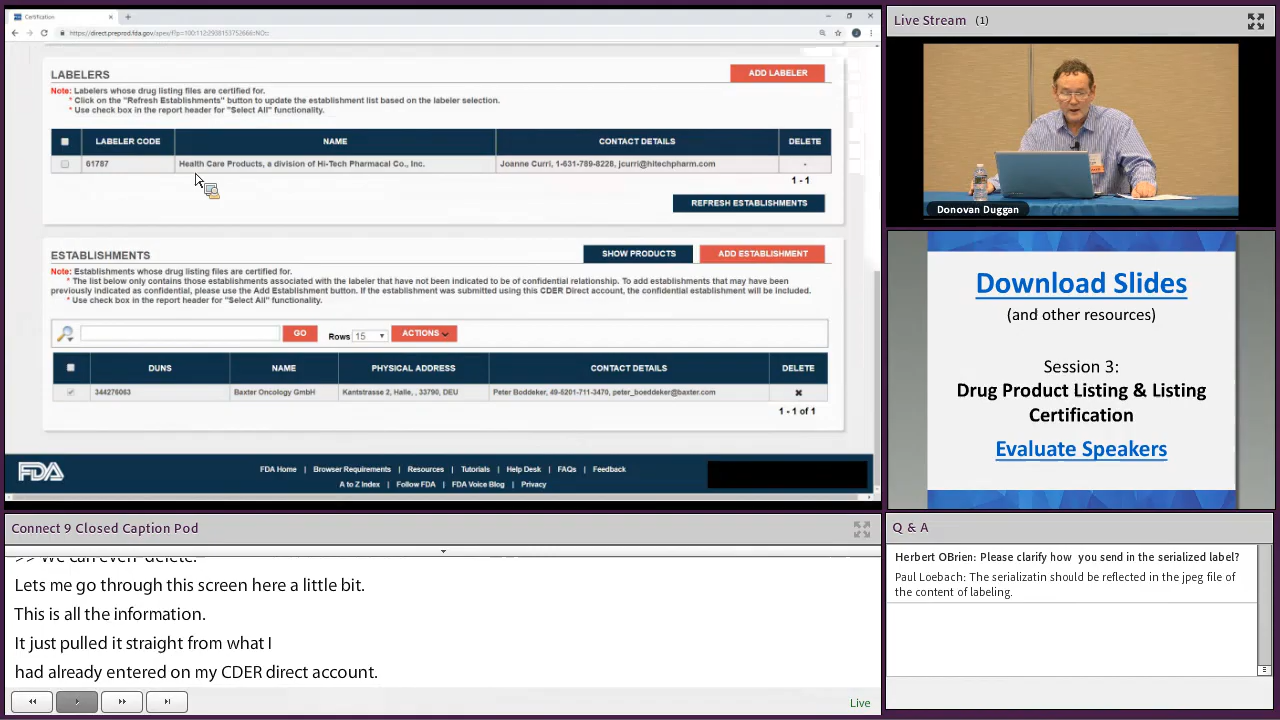 Certification
https://direct.preprod.fda.gov/apex/f?p=100:112:29381537526661::NO::
LABELERS
ADD LABELER
Note: Labelers whose drug listing files are certified for.
* Click on the "Refresh Establishments" button to update the establishment list based on the labeler selection.
* Use check box in the report header for "Select All" functionality.
LABELER CODE NAME CONTACT DETAILS DELETE
61787 Health Care Products, a division of Hi-Tech Pharmacal Co., Inc. Joanne Curri, 1-631-789-8228, jcurri@hitechpharm.com -
1 - 1
REFRESH ESTABLISHMENTS
ESTABLISHMENTS
SHOW PRODUCTS ADD ESTABLISHMENT
Note: Establishments whose drug listing files are certified for.
* The list below only contains those establishments associated with the labeler that have not been indicated to be of confidential relationship. To add establishments that may have been
previously indicated as confidential, please use the Add Establishment button. If the establishment was submitted using this CDER Direct account, the confidential establishment will be included.
* Use check box in the report header for "Select All" functionality.
GO Rows 15 ACTIONS
DUNS NAME PHYSICAL ADDRESS CONTACT DETAILS DELETE
344276063 Baxter Oncology GmbH Kantstrasse 2, Halle, , 33790, DEU Peter Boddeker, 49-5201-711-3470, peter_boeddeker@baxter.com
1 - 1 of 1
FDA
FDA Home | Browser Requirements | Resources | Tutorials | Help Desk | FAQs | Feedback
A to Z Index | Follow FDA | FDA Voice Blog | Privacy
Connect 9 Closed Caption Pod
>> We can even delete.
Lets me go through this screen here a little bit.
This is all the information.
It just pulled it straight from what I
had already entered on my CDER direct account.
Live
Live Stream (1)
Donovan Duggan
Download Slides
(and other resources)
Session 3:
Drug Product Listing & Listing
Certification
Evaluate Speakers
Q & A
Herbert OBrien: Please clarify how you send in the serialized label?
Paul Loebach: The serializatin should be reflected in the jpeg file of
the content of labeling.